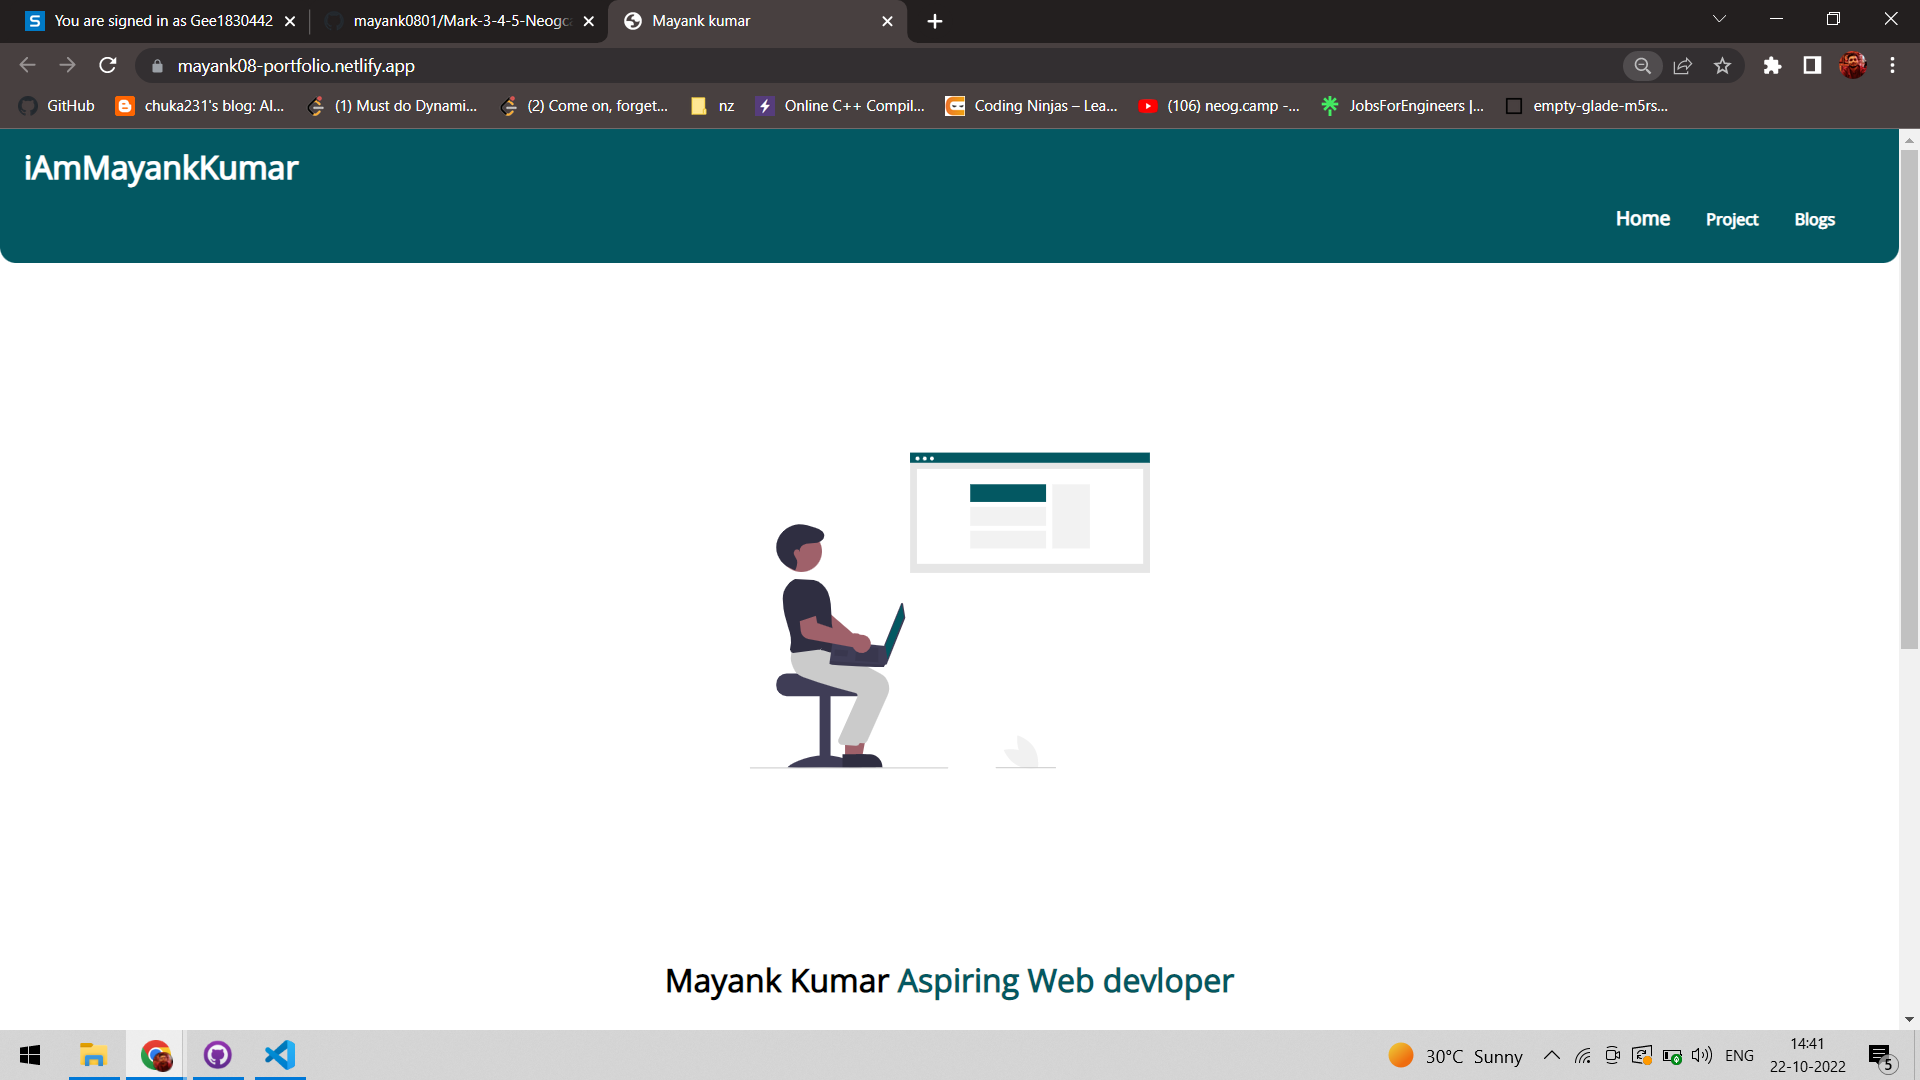 You are signed in as Gee1830442
mayank0801/Mark-3-4-5-Neogc
Mayank kumar
mayank08-portfolio.netlify.app
GitHub
chuka231's blog: Al...
(1) Must do Dynami...
(2) Come on, forget...
nz
Online C++ Compil...
Coding Ninjas – Lea...
(106) neog.camp -...
JobsForEngineers |...
empty-glade-m5rs...
iAmMayankKumar
Home
Project
Blogs
Mayank Kumar Aspiring Web devloper
30°C Sunny
ENG
14:41
22-10-2022
5